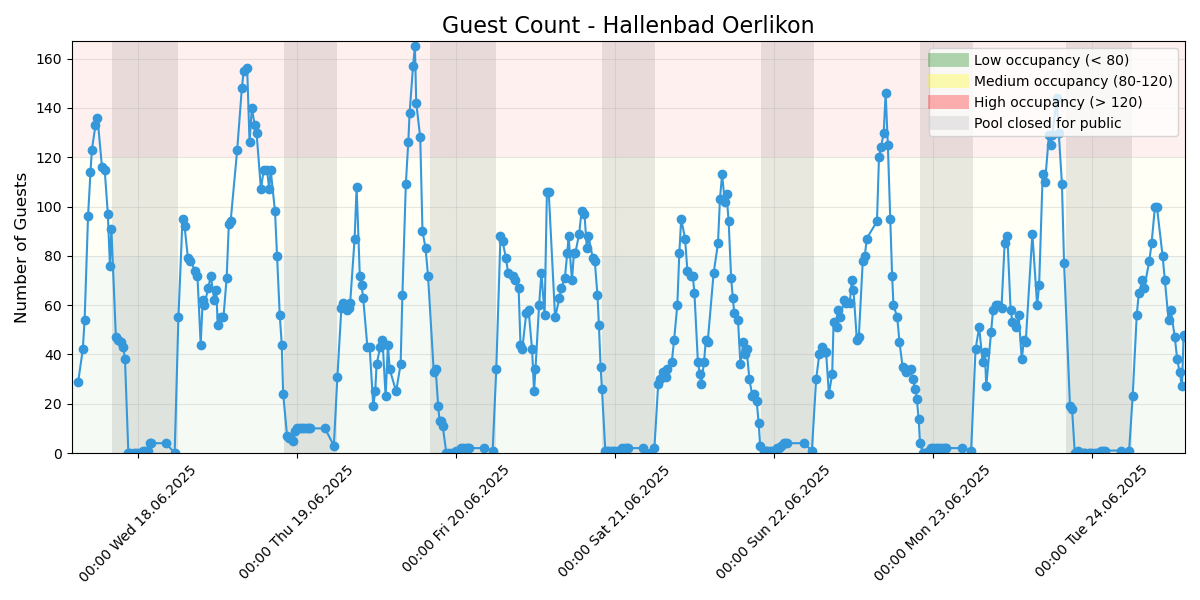 Guest Count - Hallenbad Oerlikon
Number of Guests
160
140
120
100
80
60
40
20
0
Low occupancy (< 80)
Medium occupancy (80-120)
High occupancy (> 120)
Pool closed for public
00:00 Wed 18.06.2025
00:00 Thu 19.06.2025
00:00 Fri 20.06.2025
00:00 Sat 21.06.2025
00:00 Sun 22.06.2025
00:00 Mon 23.06.2025
00:00 Tue 24.06.2025